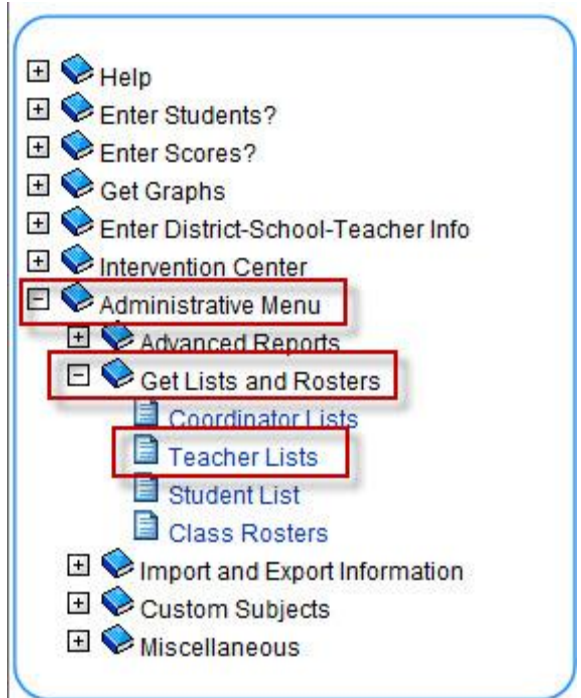 Help
Enter Students?
Enter Scores?
Get Graphs
Enter District-School-Teacher Info
Intervention Center
Administrative Menu
Advanced Reports
Get Lists and Rosters
Coordinator Lists
Teacher Lists
Student List
Class Rosters
Import and Export Information
Custom Subjects
Miscellaneous